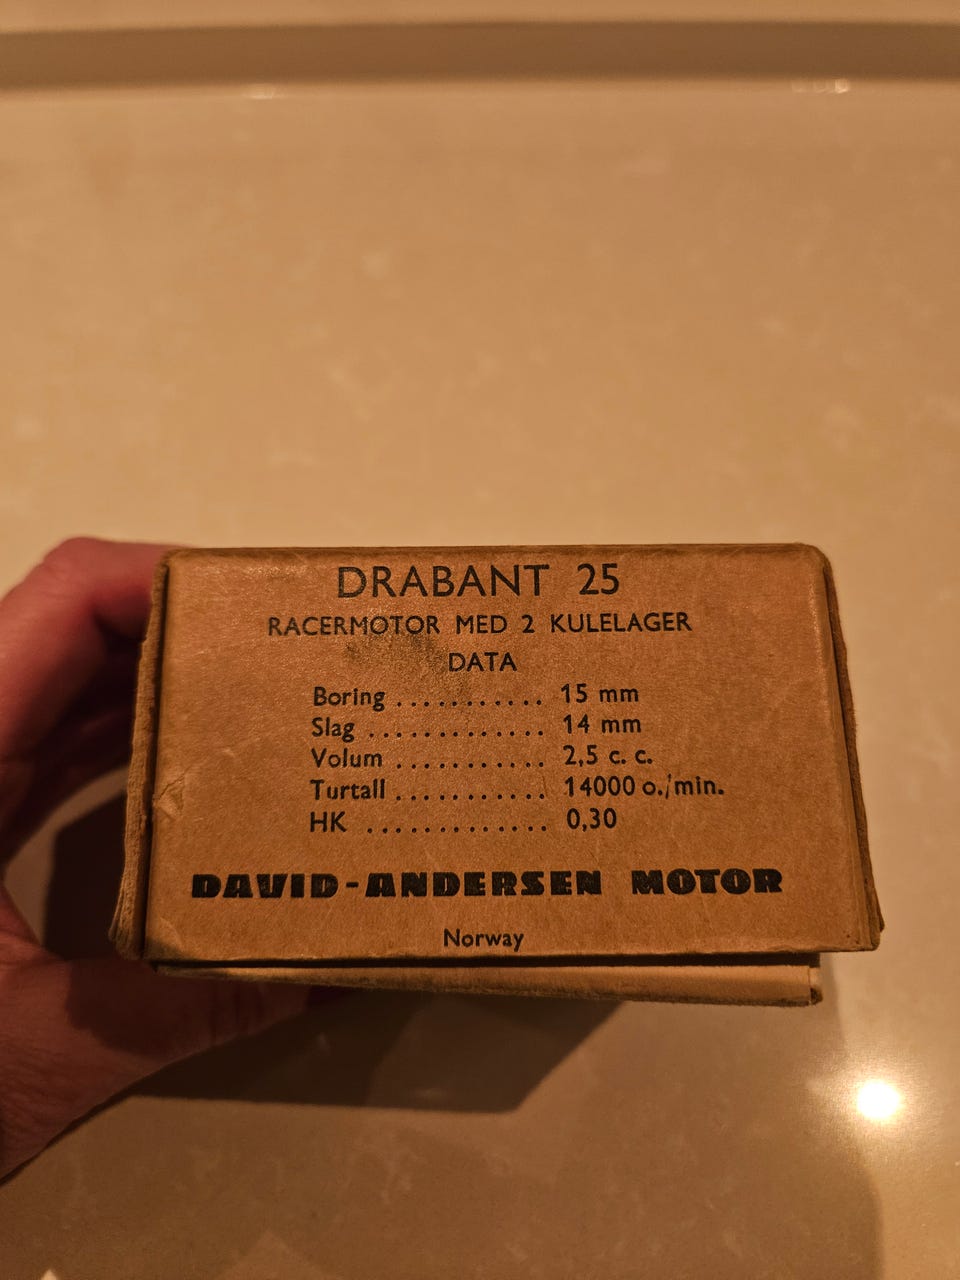 DRABANT 25
RACERMOTOR MED 2 KULELAGER
DATA
Boring ........... 15 mm
Slag ............. 14 mm
Volum ........... 2,5 c. c.
Turtall ........... 14000 o./min.
HK ............. 0,30
DAVID-ANDERSEN MOTOR
Norway